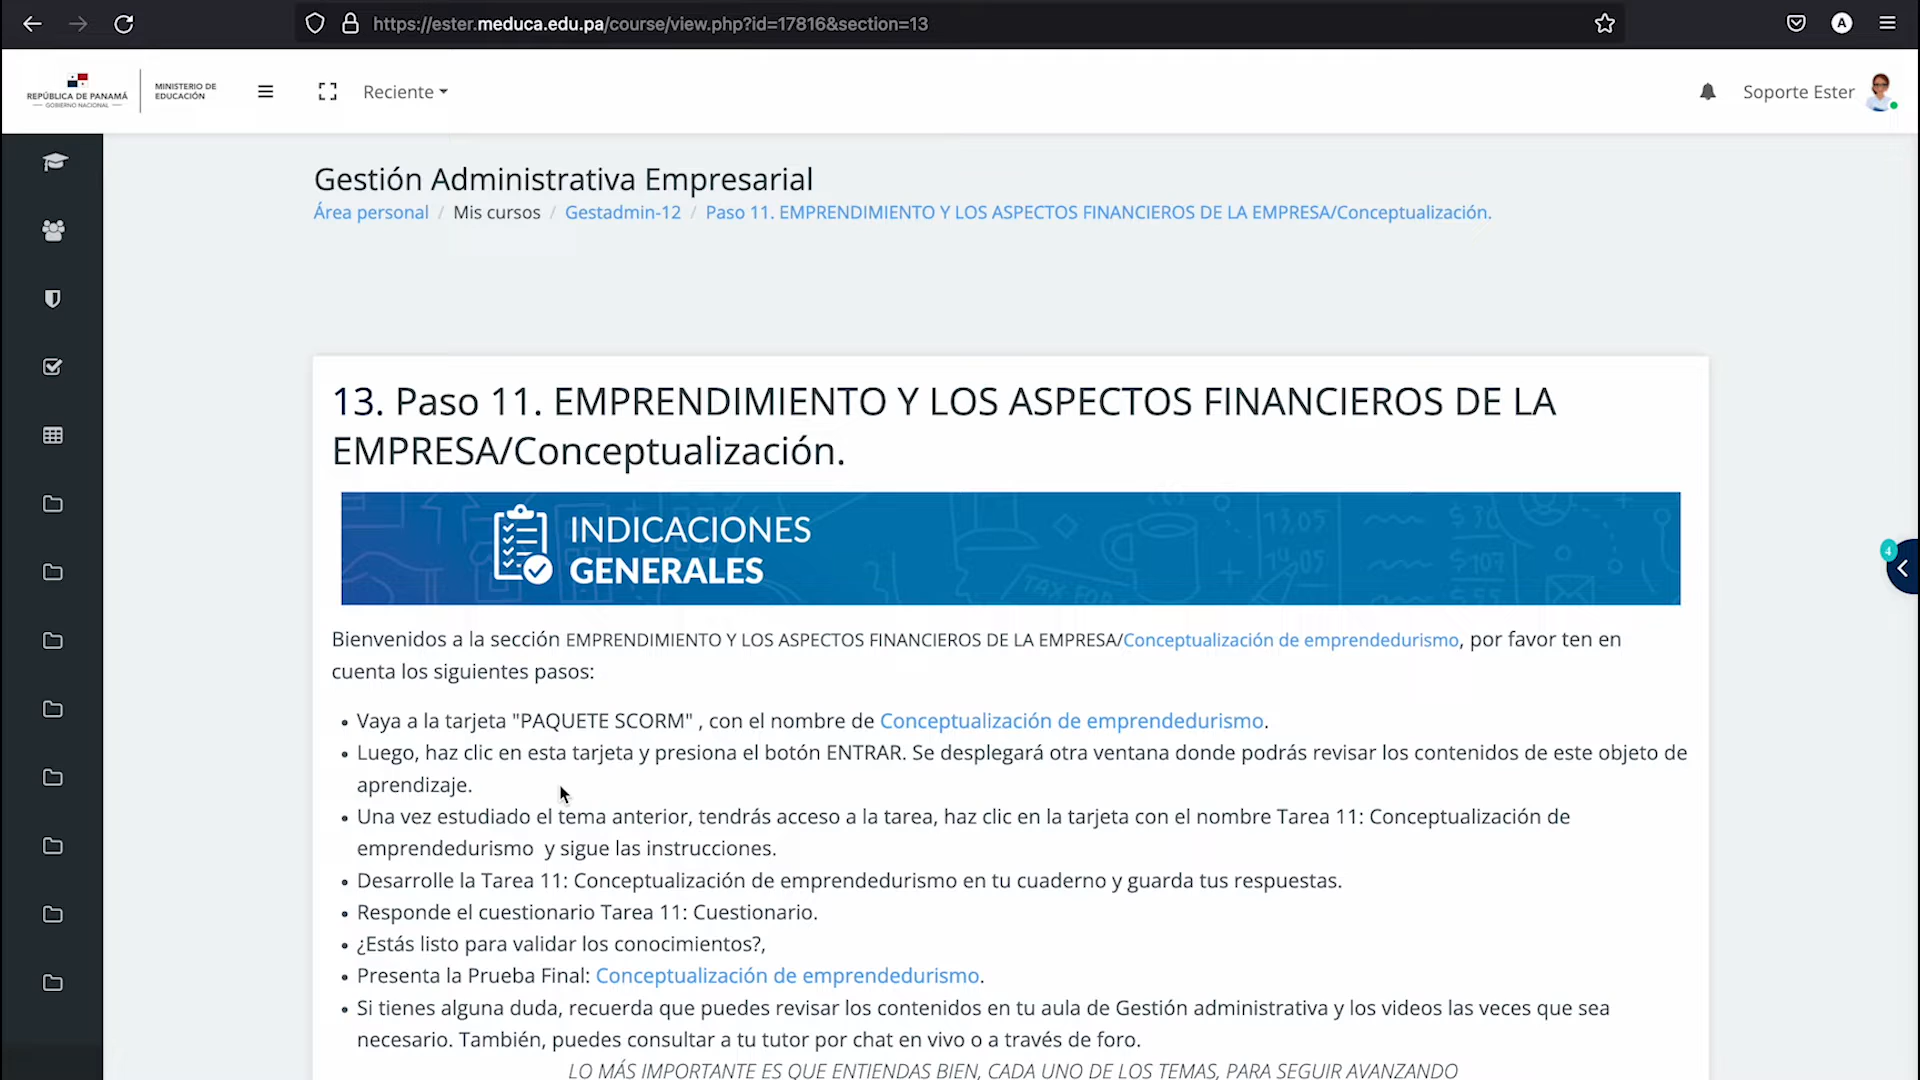 https://ester.meduca.edu.pa/course/view.php?id=17816&section=13
A
REPÚBLICA DE PANAMÁ
— GOBIERNO NACIONAL —
MINISTERIO DE
EDUCACIÓN
Reciente
Soporte Ester
Gestión Administrativa Empresarial
Área personal / Mis cursos / Gestadmin-12 / Paso 11. EMPRENDIMIENTO Y LOS ASPECTOS FINANCIEROS DE LA EMPRESA/Conceptualización.
13. Paso 11. EMPRENDIMIENTO Y LOS ASPECTOS FINANCIEROS DE LA
EMPRESA/Conceptualización.
INDICACIONES
GENERALES
13,05
14,05
TAX FOR
$107
4
Bienvenidos a la sección EMPRENDIMIENTO Y LOS ASPECTOS FINANCIEROS DE LA EMPRESA/Conceptualización de emprendedurismo, por favor ten en
cuenta los siguientes pasos:
• Vaya a la tarjeta "PAQUETE SCORM" , con el nombre de Conceptualización de emprendedurismo.
• Luego, haz clic en esta tarjeta y presiona el botón ENTRAR. Se desplegará otra ventana donde podrás revisar los contenidos de este objeto de
aprendizaje.
• Una vez estudiado el tema anterior, tendrás acceso a la tarea, haz clic en la tarjeta con el nombre Tarea 11: Conceptualización de
emprendedurismo y sigue las instrucciones.
• Desarrolle la Tarea 11: Conceptualización de emprendedurismo en tu cuaderno y guarda tus respuestas.
• Responde el cuestionario Tarea 11: Cuestionario.
• ¿Estás listo para validar los conocimientos?,
• Presenta la Prueba Final: Conceptualización de emprendedurismo.
• Si tienes alguna duda, recuerda que puedes revisar los contenidos en tu aula de Gestión administrativa y los videos las veces que sea
necesario. También, puedes consultar a tu tutor por chat en vivo o a través de foro.
LO MÁS IMPORTANTE ES QUE ENTIENDAS BIEN, CADA UNO DE LOS TEMAS, PARA SEGUIR AVANZANDO